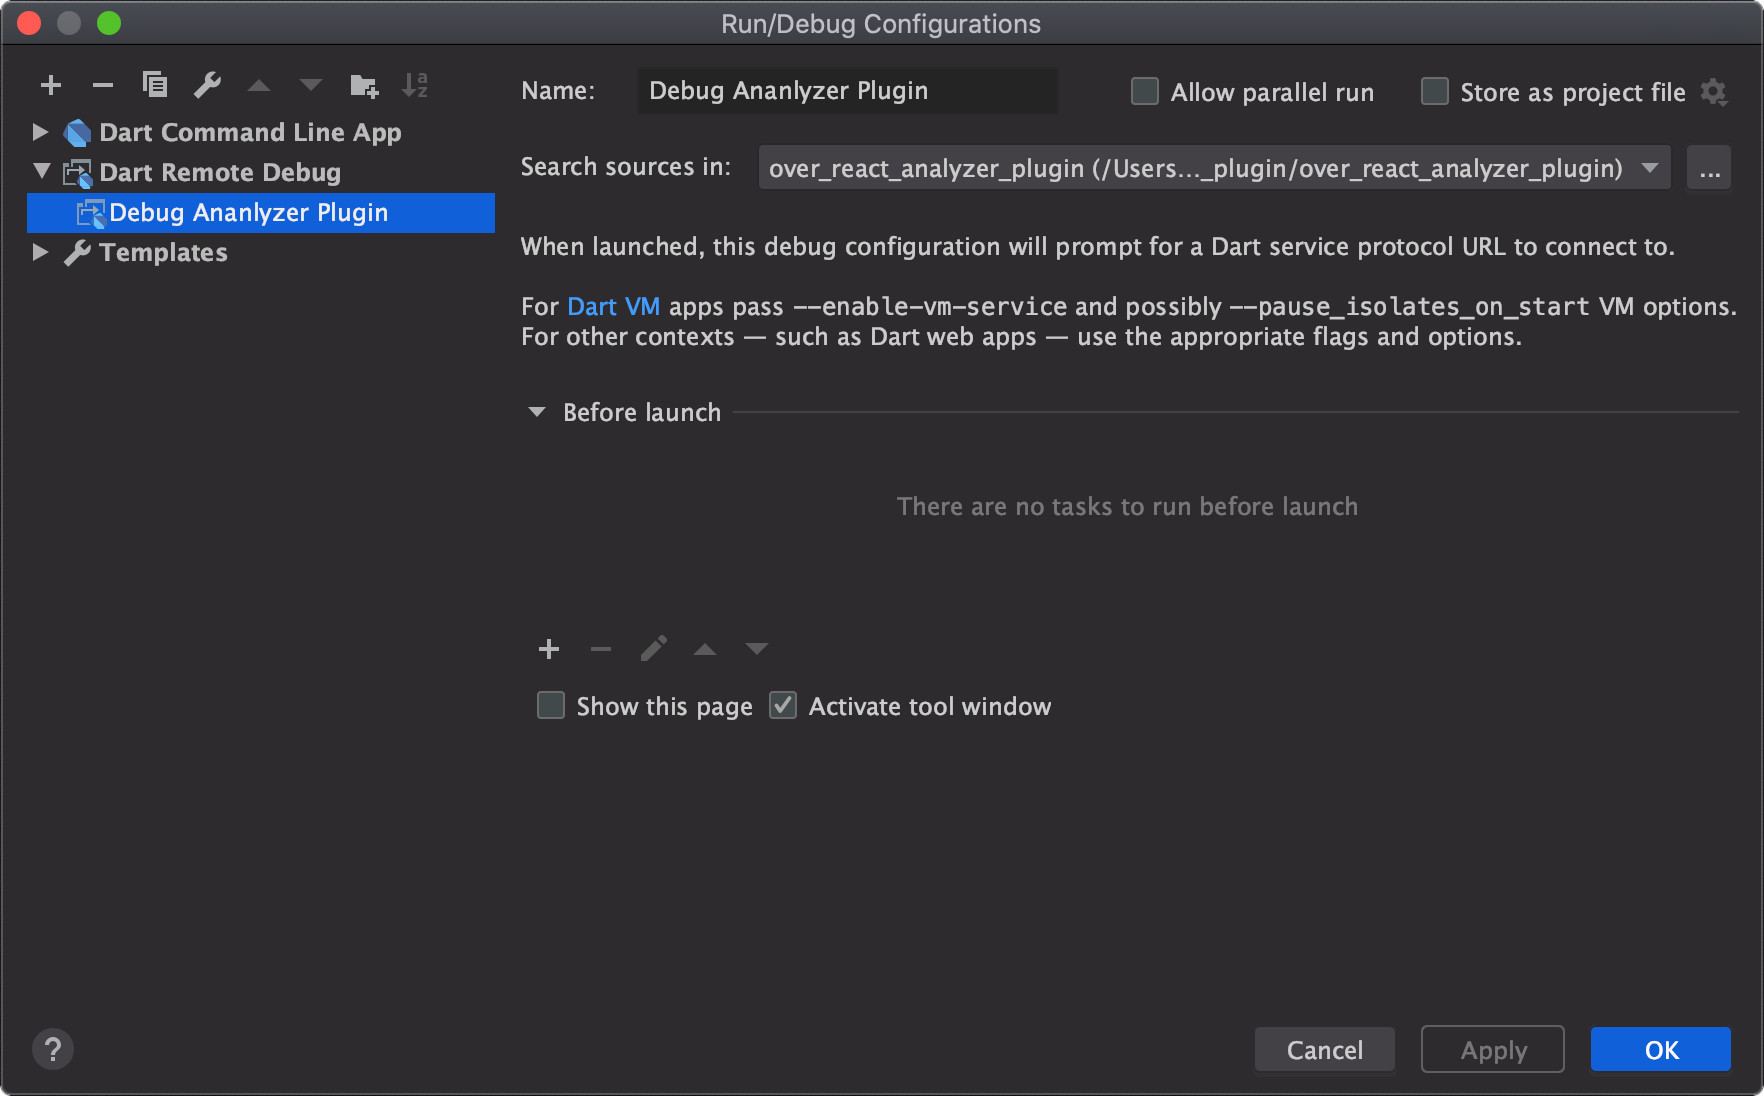 Run/Debug Configurations
Dart Command Line App
Dart Remote Debug
Debug Ananlyzer Plugin
Templates
Name: Debug Ananlyzer Plugin Allow parallel run Store as project file
Search sources in: over_react_analyzer_plugin (/Users..._plugin/over_react_analyzer_plugin) ...
When launched, this debug configuration will prompt for a Dart service protocol URL to connect to.
For Dart VM apps pass --enable-vm-service and possibly --pause_isolates_on_start VM options.
For other contexts — such as Dart web apps — use the appropriate flags and options.
Before launch
There are no tasks to run before launch
Show this page Activate tool window
? Cancel Apply OK